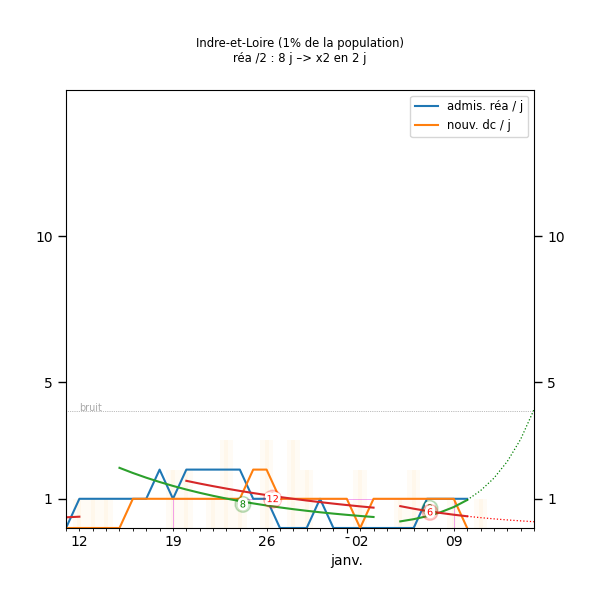 Indre-et-Loire (1% de la population)
réa /2 : 8 j –> x2 en 2 j
admis. réa / j
nouv. dc / j
10
10
5
5
bruit
1
1
8
12
6
12
19
26
02
09
janv.